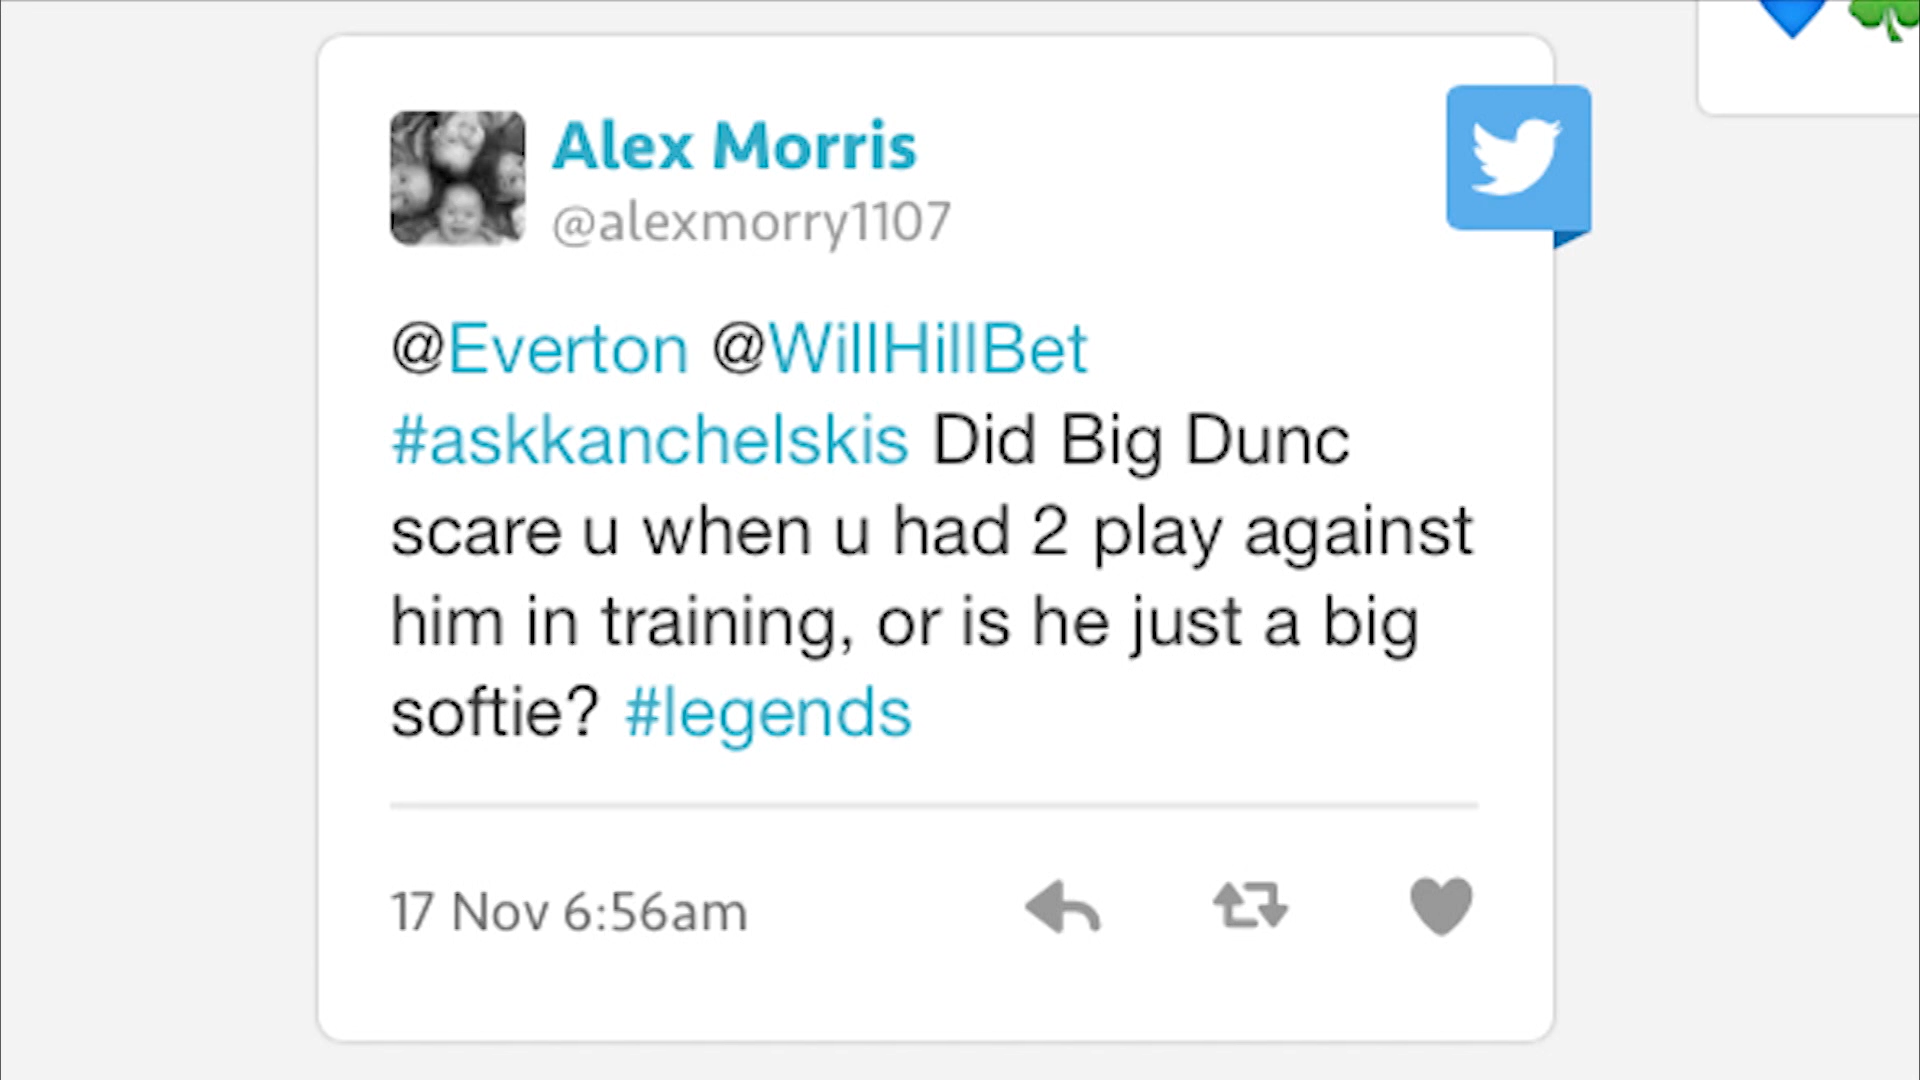 Alex Morris
@alexmorry1107
@Everton @WillHillBet
#askkanchelskis Did Big Dunc
scare u when u had 2 play against
him in training, or is he just a big
softie? #legends
17 Nov 6:56am